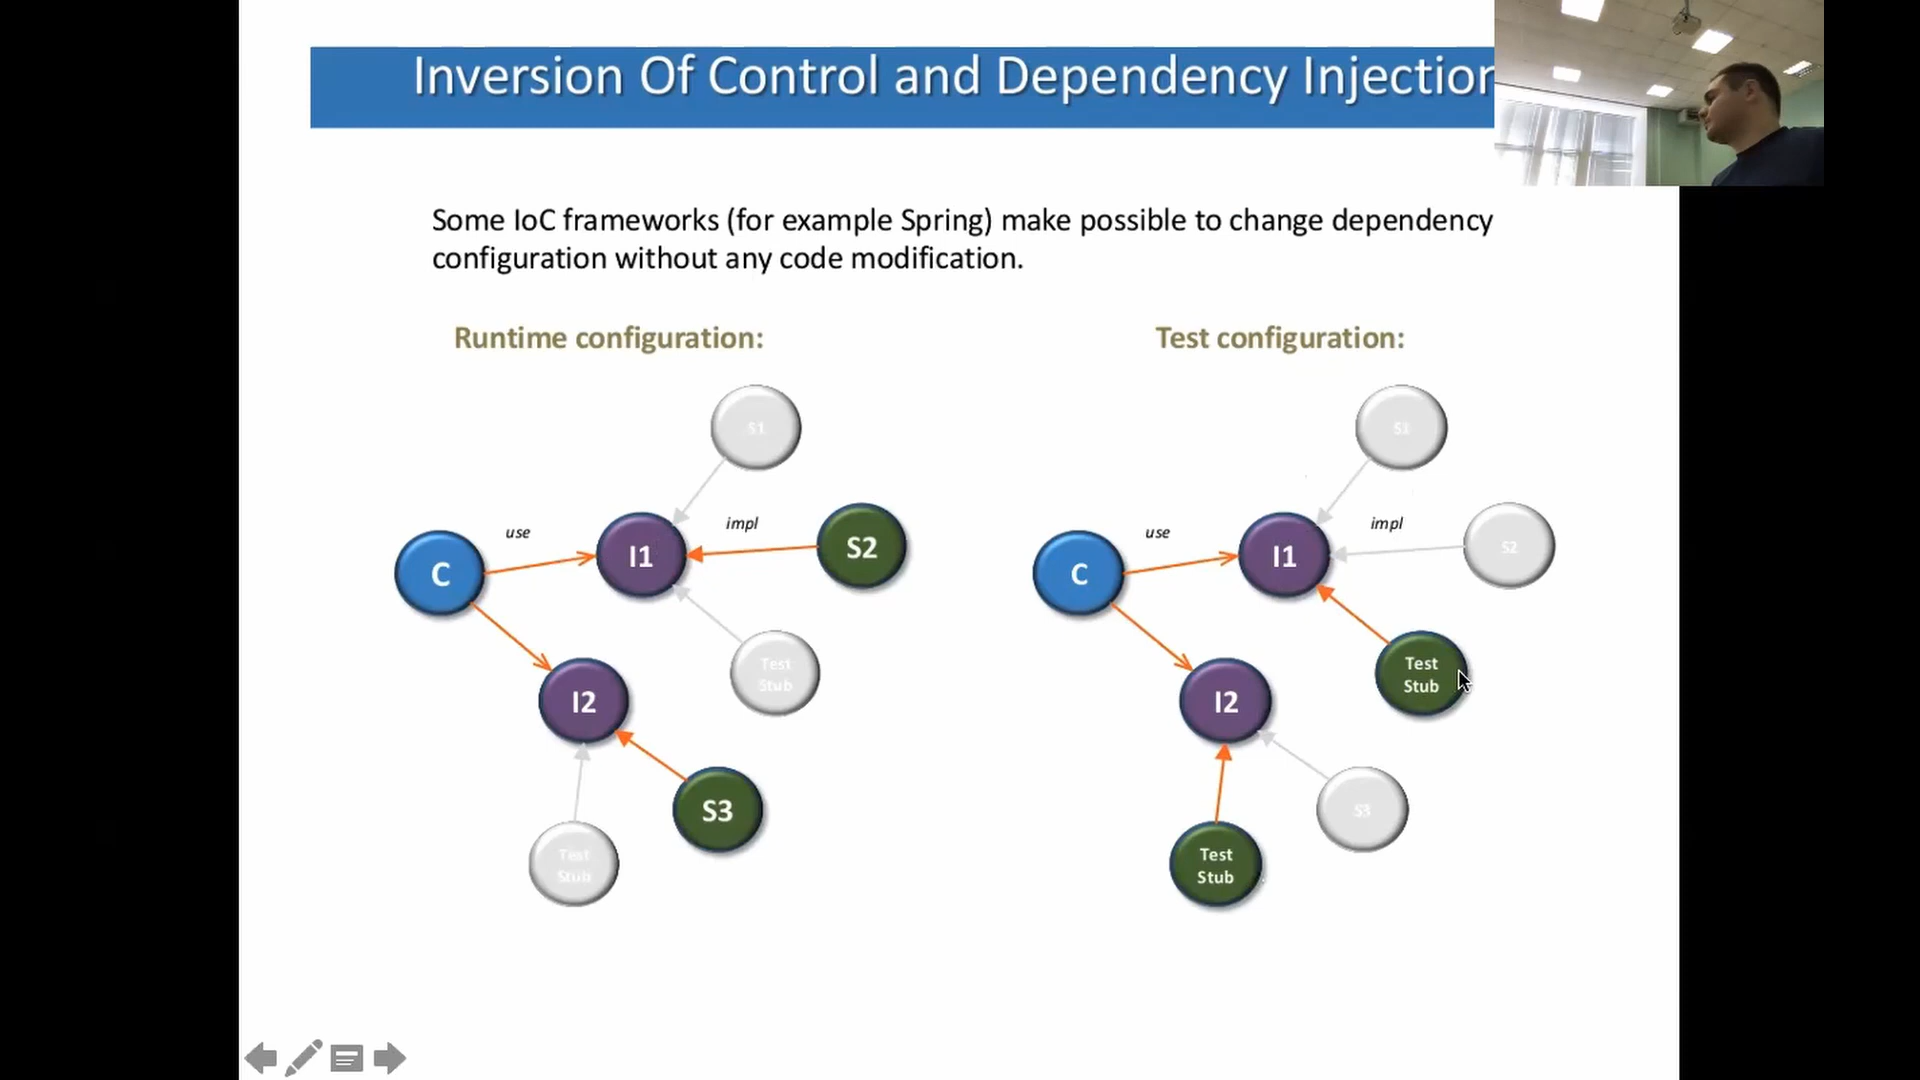 Inversion Of Control and Dependency Injection
Some IoC frameworks (for example Spring) make possible to change dependency
configuration without any code modification.
Runtime configuration:
Test configuration:
S1
S1
use
impl
use
impl
C
I1
S2
C
I1
S2
Test
Stub
Test
Stub
I2
I2
S3
S3
Test
Stub
Test
Stub